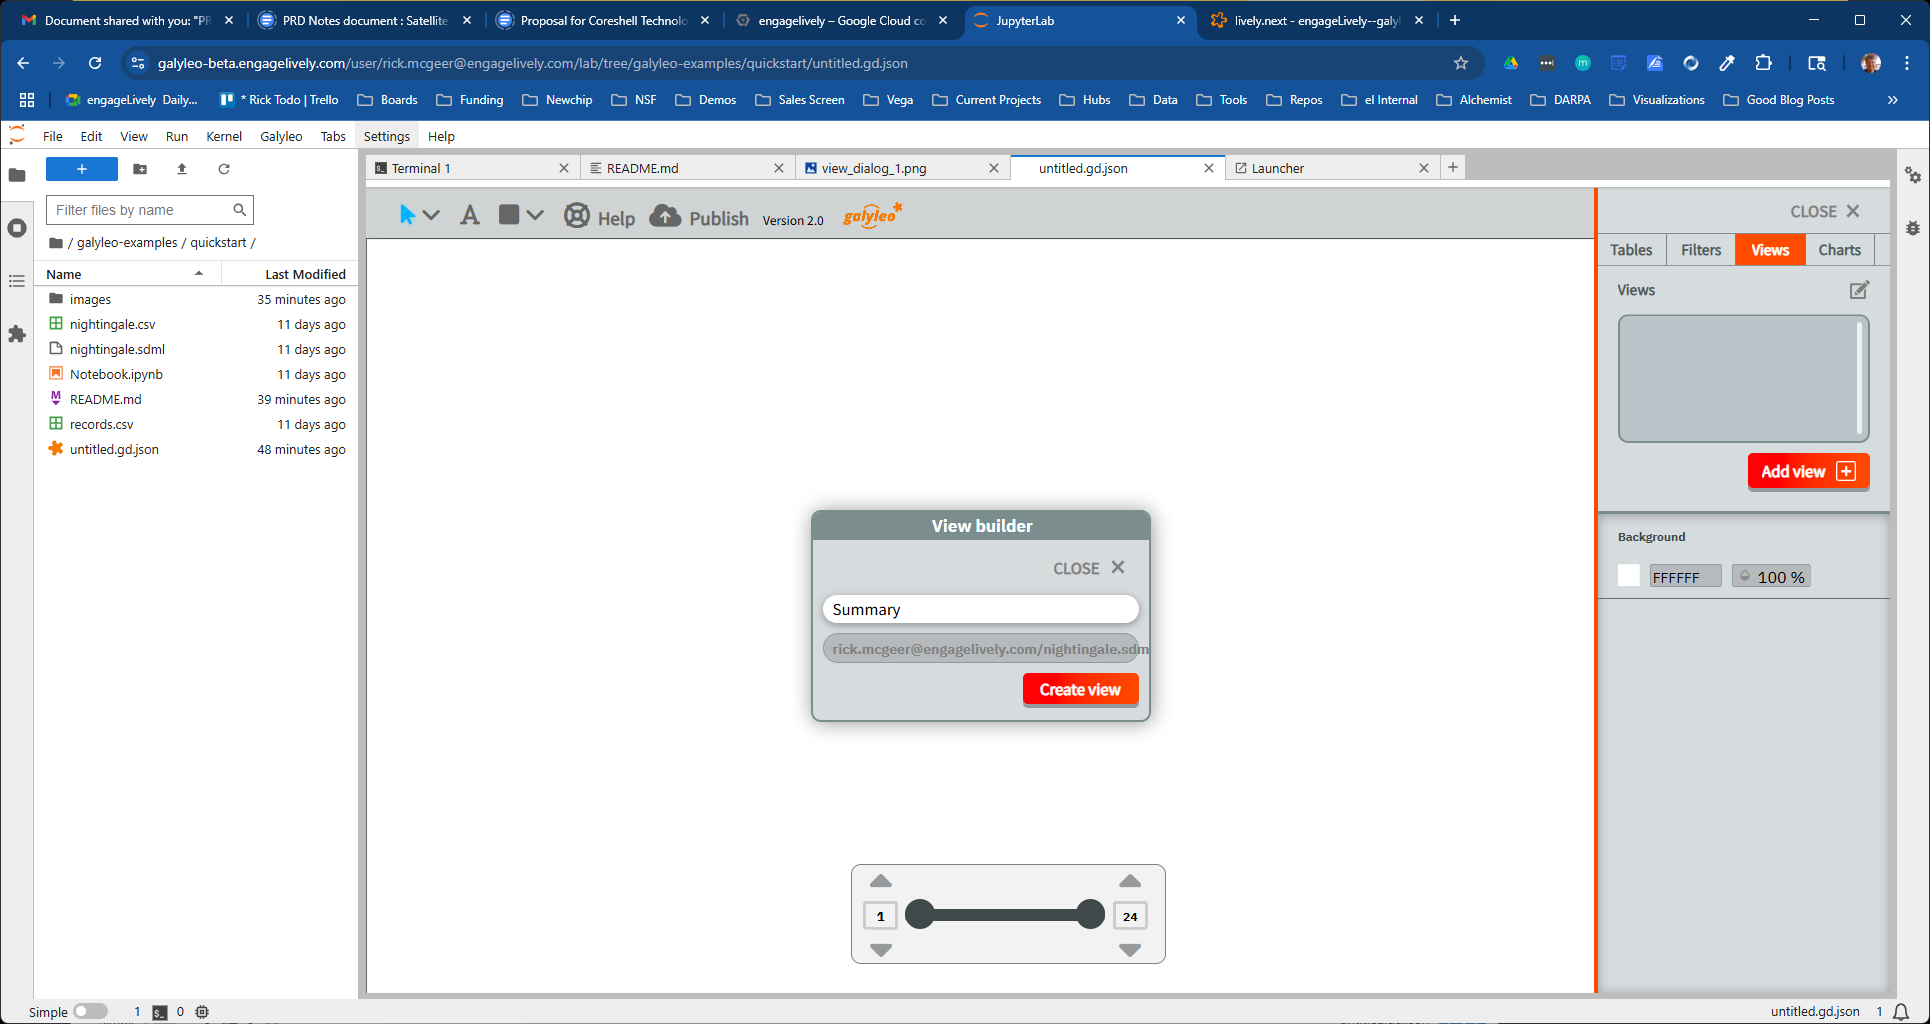 Document shared with you: "PR
PRD Notes document : Satellite
Proposal for Coreshell Technolo
engagelively – Google Cloud co
JupyterLab
lively.next - engageLively--galyl
galyleo-beta.engagelively.com/user/rick.mcgeer@engagelively.com/lab/tree/galyleo-examples/quickstart/untitled.gd.json
engageLively Daily...
* Rick Todo | Trello
Boards
Funding
Newchip
NSF
Demos
Sales Screen
Vega
Current Projects
Hubs
Data
Tools
Repos
el Internal
Alchemist
DARPA
Visualizations
Good Blog Posts
File Edit View Run Kernel Galyleo Tabs Settings Help
Filter files by name
/ galyleo-examples / quickstart /
Name Last Modified
images 35 minutes ago
nightingale.csv 11 days ago
nightingale.sdml 11 days ago
Notebook.ipynb 11 days ago
README.md 39 minutes ago
records.csv 11 days ago
untitled.gd.json 48 minutes ago
Terminal 1
README.md
view_dialog_1.png
untitled.gd.json
Launcher
A Help Publish Version 2.0 galyleo
View builder
CLOSE
Summary
rick.mcgeer@engagelively.com/nightingale.sdm
Create view
1 24
CLOSE
Tables Filters Views Charts
Views
Add view
Background
FFFFFF 100 %
Simple 1 0
untitled.gd.json 1